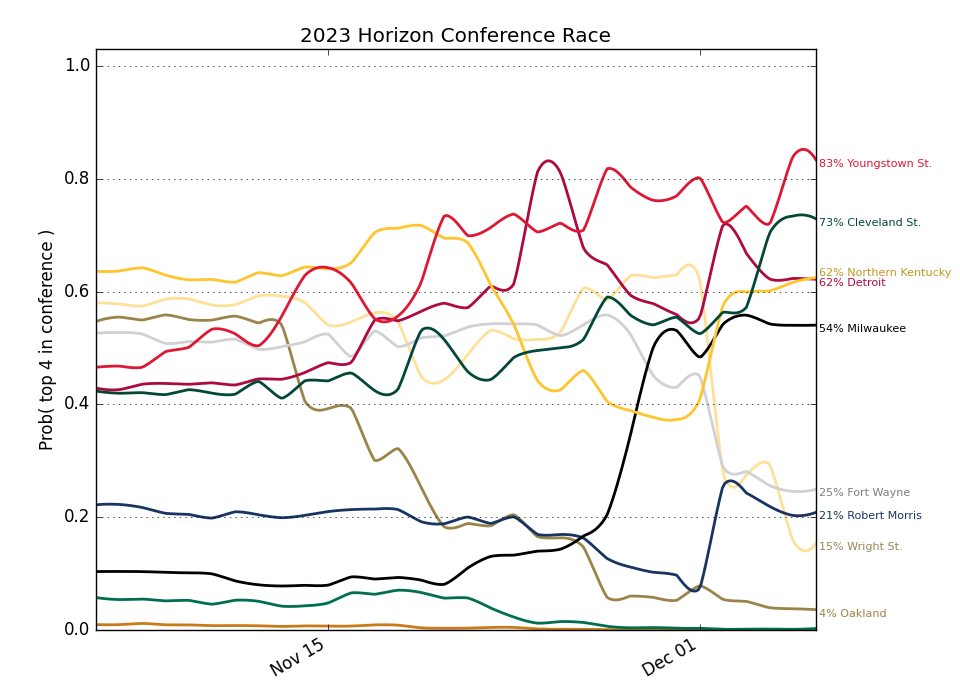 2023 Horizon Conference Race
Prob( top 4 in conference )
1.0
0.8
0.6
0.4
0.2
0.0
Nov 15
Dec 01
83% Youngstown St.
73% Cleveland St.
62% Northern Kentucky
62% Detroit
54% Milwaukee
25% Fort Wayne
21% Robert Morris
15% Wright St.
4% Oakland